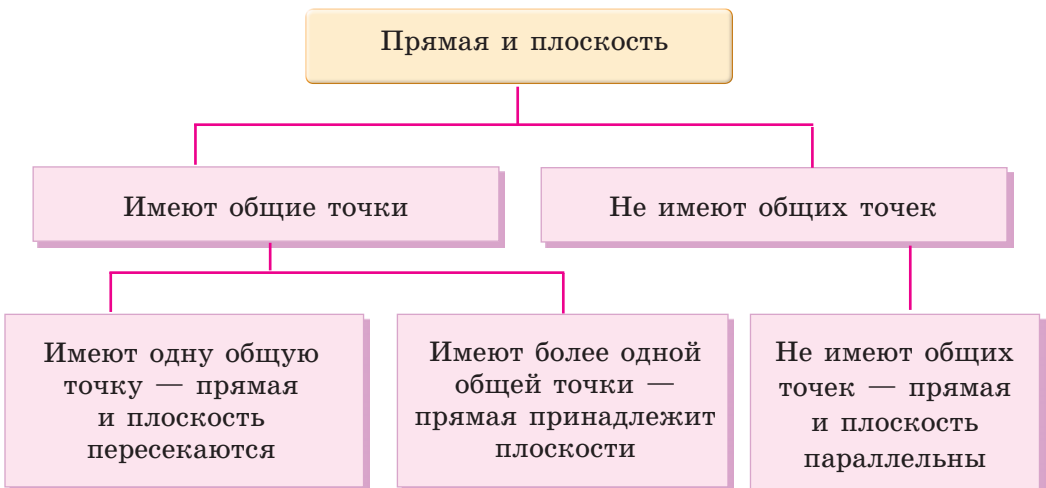 Прямая и плоскость
Имеют общие точки
Не имеют общих точек
Имеют одну общую
точку — прямая
и плоскость
пересекаются
Имеют более одной
общей точки —
прямая принадлежит
плоскости
Не имеют общих
точек — прямая
и плоскость
параллельны